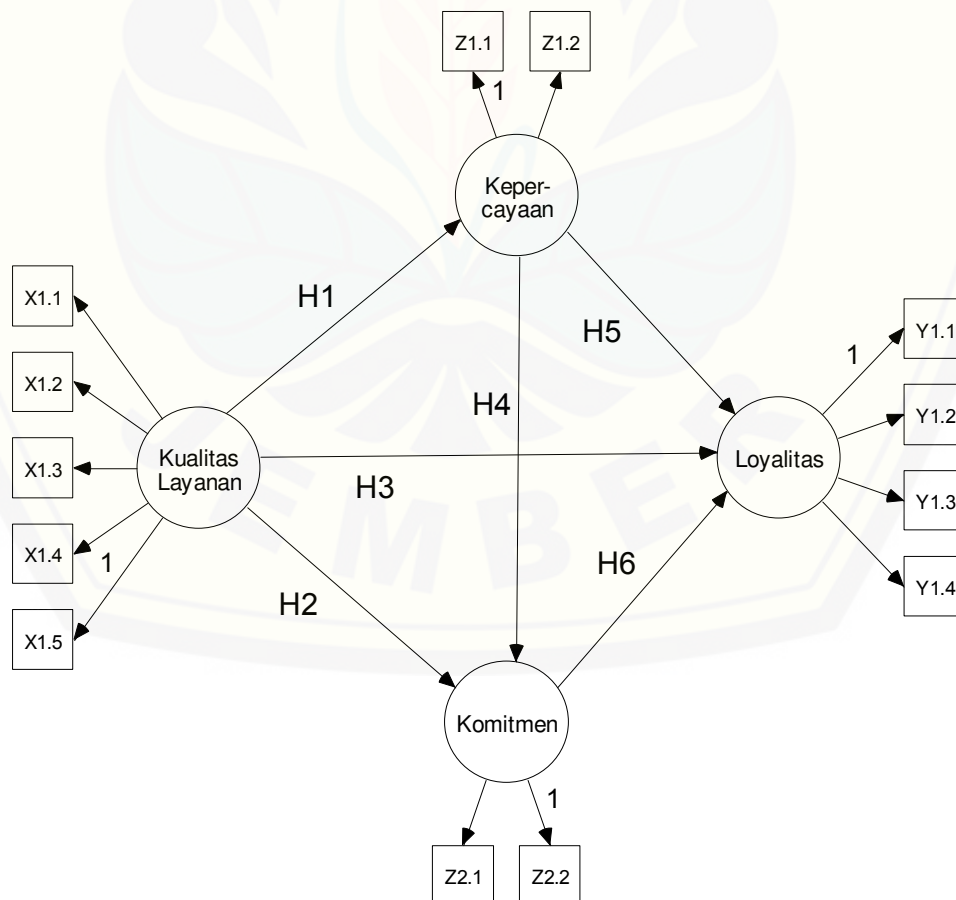 Z1.1
Z1.2
1
Keper-
cayaan
H1
X1.1
X1.2
X1.3
X1.4
X1.5
1
Kualitas
Layanan
H5
H4
H3
H2
H6
Loyalitas
1
Y1.1
Y1.2
Y1.3
Y1.4
Komitmen
1
Z2.1
Z2.2
EMBER